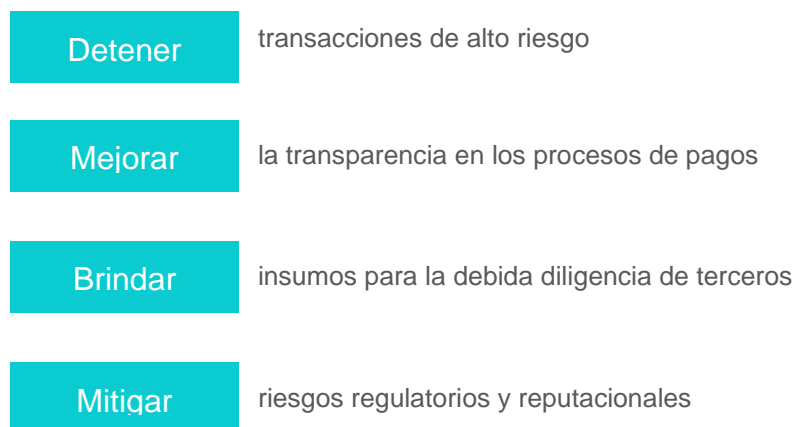 Detener transacciones de alto riesgo
Mejorar la transparencia en los procesos de pagos
Brindar insumos para la debida diligencia de terceros
Mitigar riesgos regulatorios y reputacionales